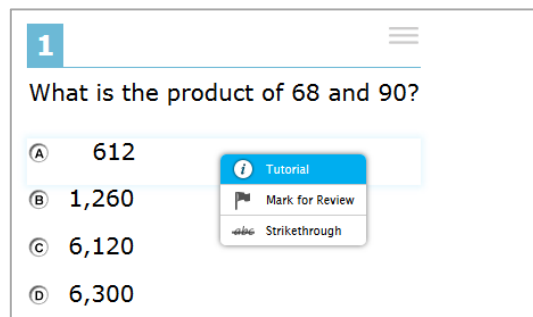 1
What is the product of 68 and 90?
A 612
B 1,260
C 6,120
D 6,300
i Tutorial
Mark for Review
abc Strikethrough